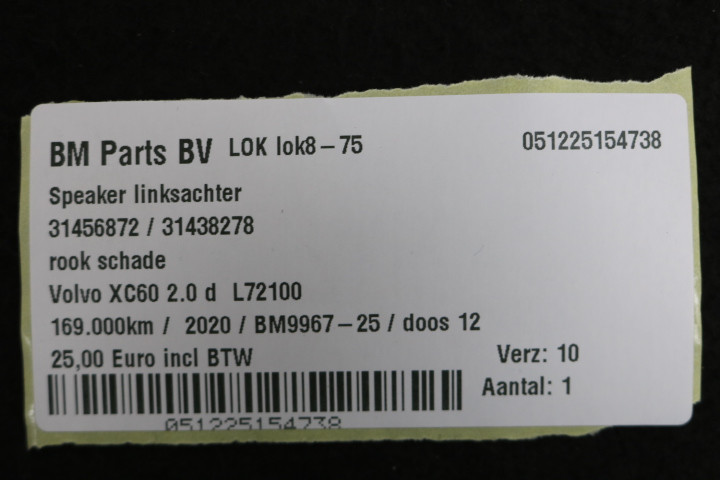 BM Parts BV LOK lok8-75 051225154738
Speaker linksachter
31456872 / 31438278
rook schade
Volvo XC60 2.0 d L72100
169.000km / 2020 / BM9967-25 / doos 12
25,00 Euro incl BTW Verz: 10
Aantal: 1
051225154738